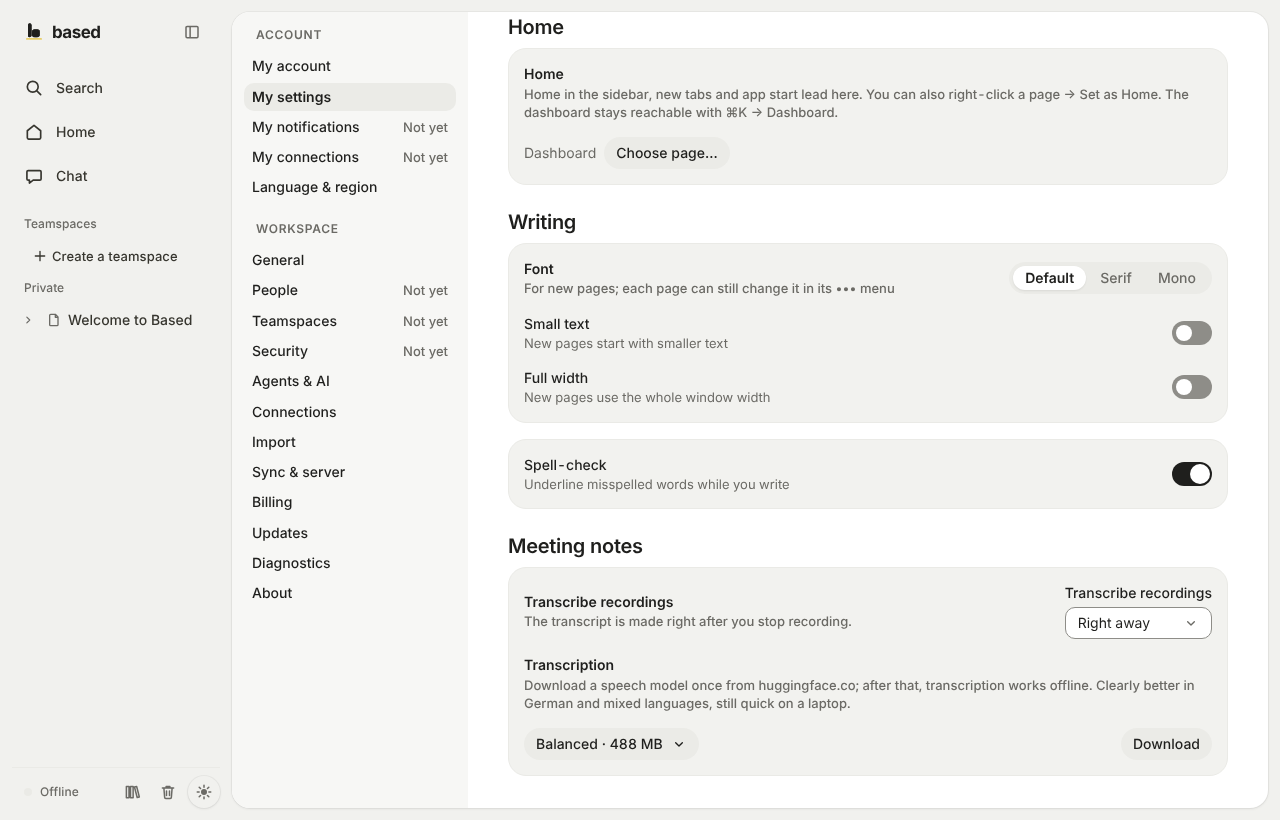 based
Search
Home
Chat
Teamspaces
Create a teamspace
Private
Welcome to Based
Offline
ACCOUNT
My account
My settings
My notifications Not yet
My connections Not yet
Language & region
WORKSPACE
General
People Not yet
Teamspaces Not yet
Security Not yet
Agents & AI
Connections
Import
Sync & server
Billing
Updates
Diagnostics
About
Home
Home
Home in the sidebar, new tabs and app start lead here. You can also right-click a page → Set as Home. The
dashboard stays reachable with ⌘K → Dashboard.
Dashboard Choose page...
Writing
Font
For new pages; each page can still change it in its ••• menu
Default Serif Mono
Small text
New pages start with smaller text
Full width
New pages use the whole window width
Spell-check
Underline misspelled words while you write
Meeting notes
Transcribe recordings
The transcript is made right after you stop recording.
Transcribe recordings
Right away
Transcription
Download a speech model once from huggingface.co; after that, transcription works offline. Clearly better in
German and mixed languages, still quick on a laptop.
Balanced · 488 MB
Download